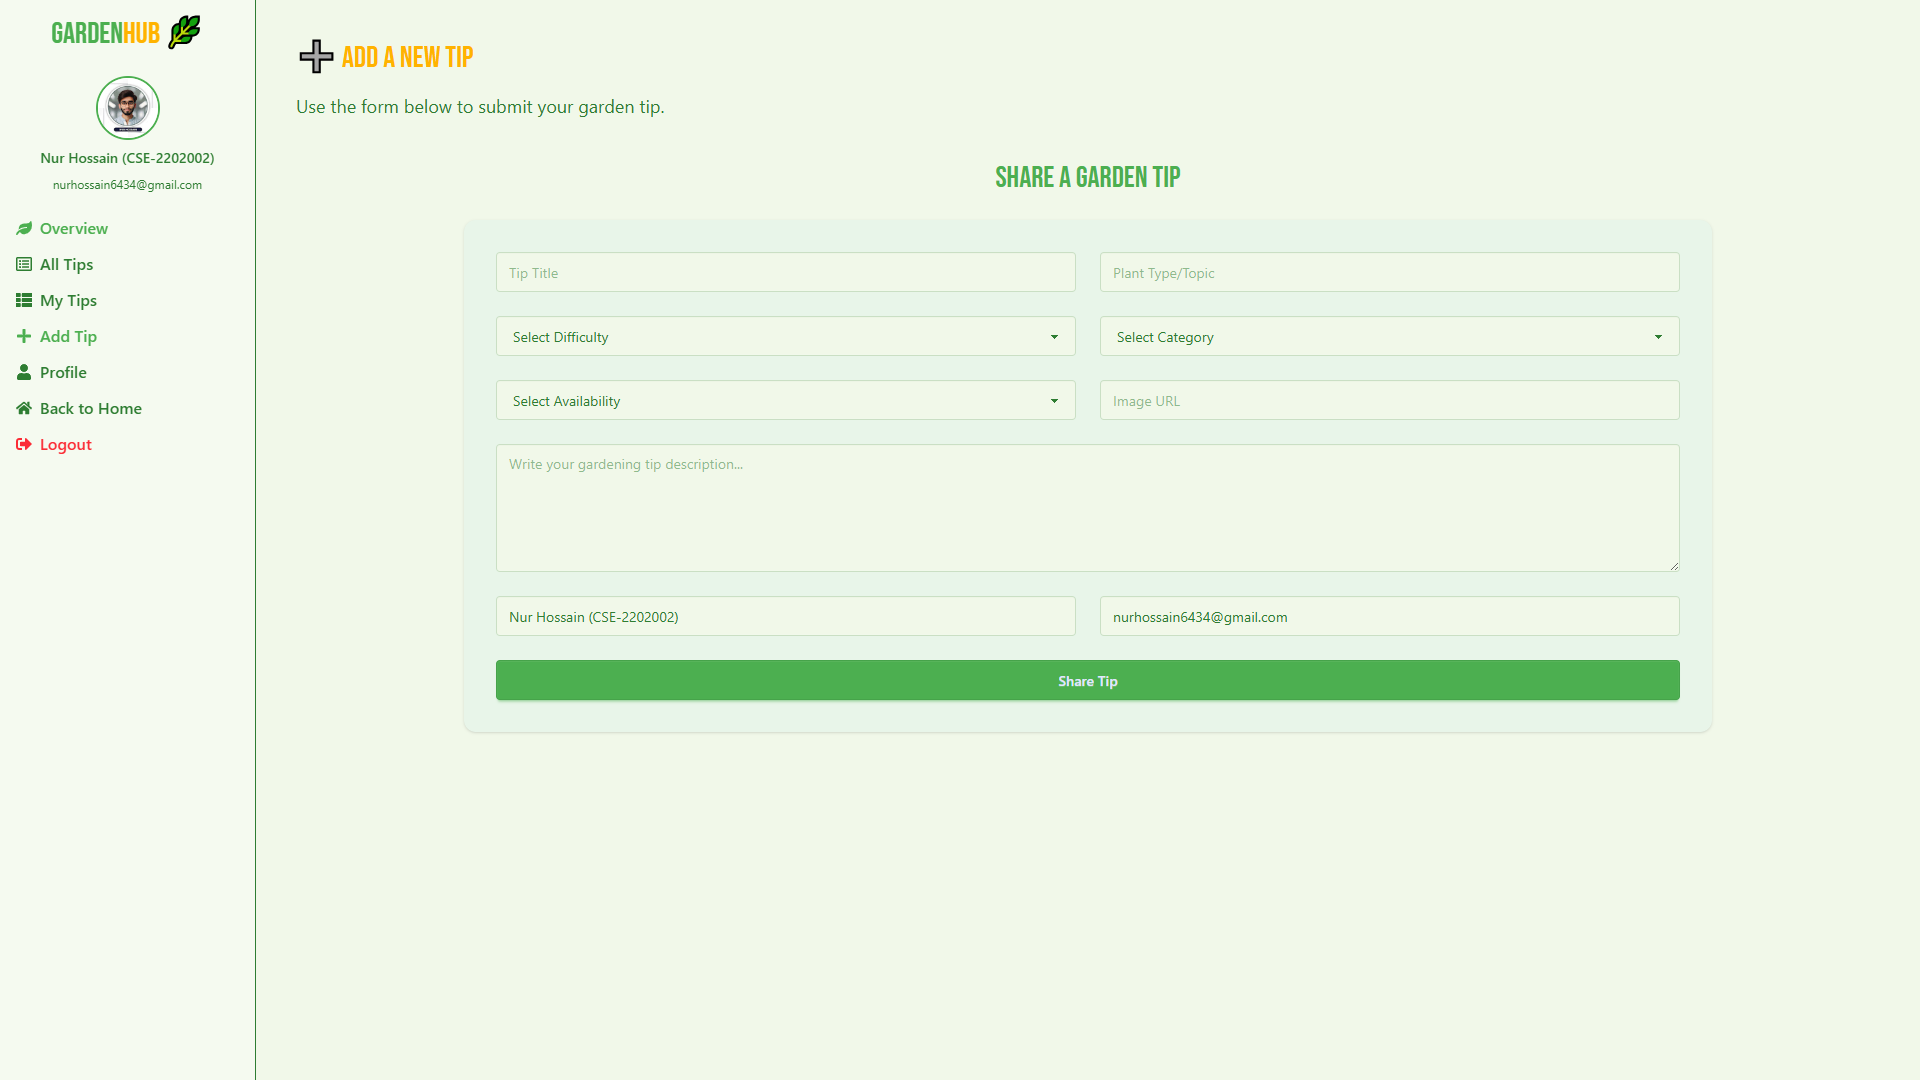 GARDENHUB
Nur Hossain (CSE-2202002)
nurhossain6434@gmail.com
Overview
All Tips
My Tips
Add Tip
Profile
Back to Home
Logout
ADD A NEW TIP
Use the form below to submit your garden tip.
SHARE A GARDEN TIP
Tip Title
Plant Type/Topic
Select Difficulty
Select Category
Select Availability
Image URL
Write your gardening tip description...
Nur Hossain (CSE-2202002)
nurhossain6434@gmail.com
Share Tip